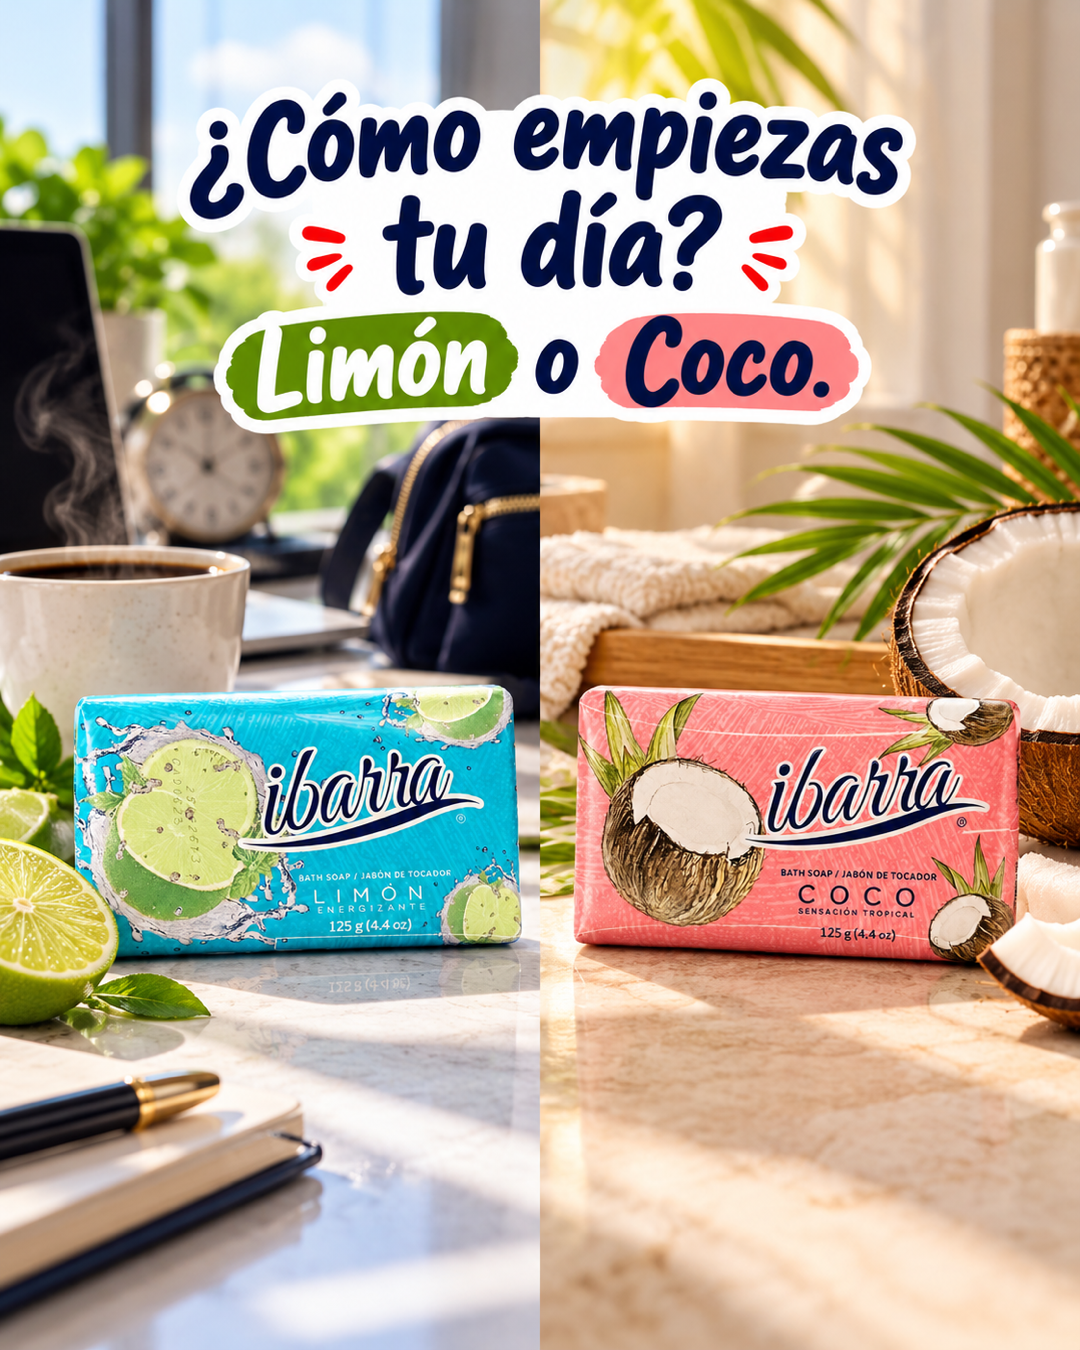 ¿Cómo empiezas
tu día?
Limón o Coco.
ibarra
®
BATH SOAP / JABÓN DE TOCADOR
LIMÓN
ENERGIZANTE
125 g (4.4 oz)
ibarra
®
BATH SOAP / JABÓN DE TOCADOR
COCO
SENSACIÓN TROPICAL
125 g (4.4 oz)